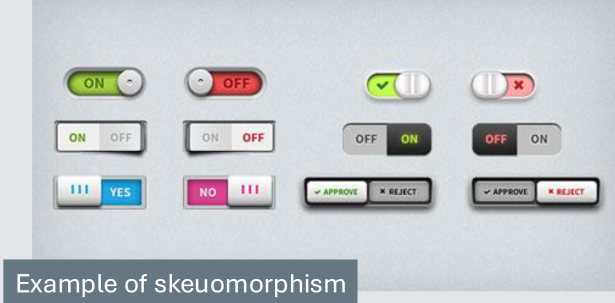 ON
OFF
ON OFF
ON OFF
OFF ON
OFF ON
YES
NO
APPROVE REJECT
APPROVE REJECT
Example of skeuomorphism